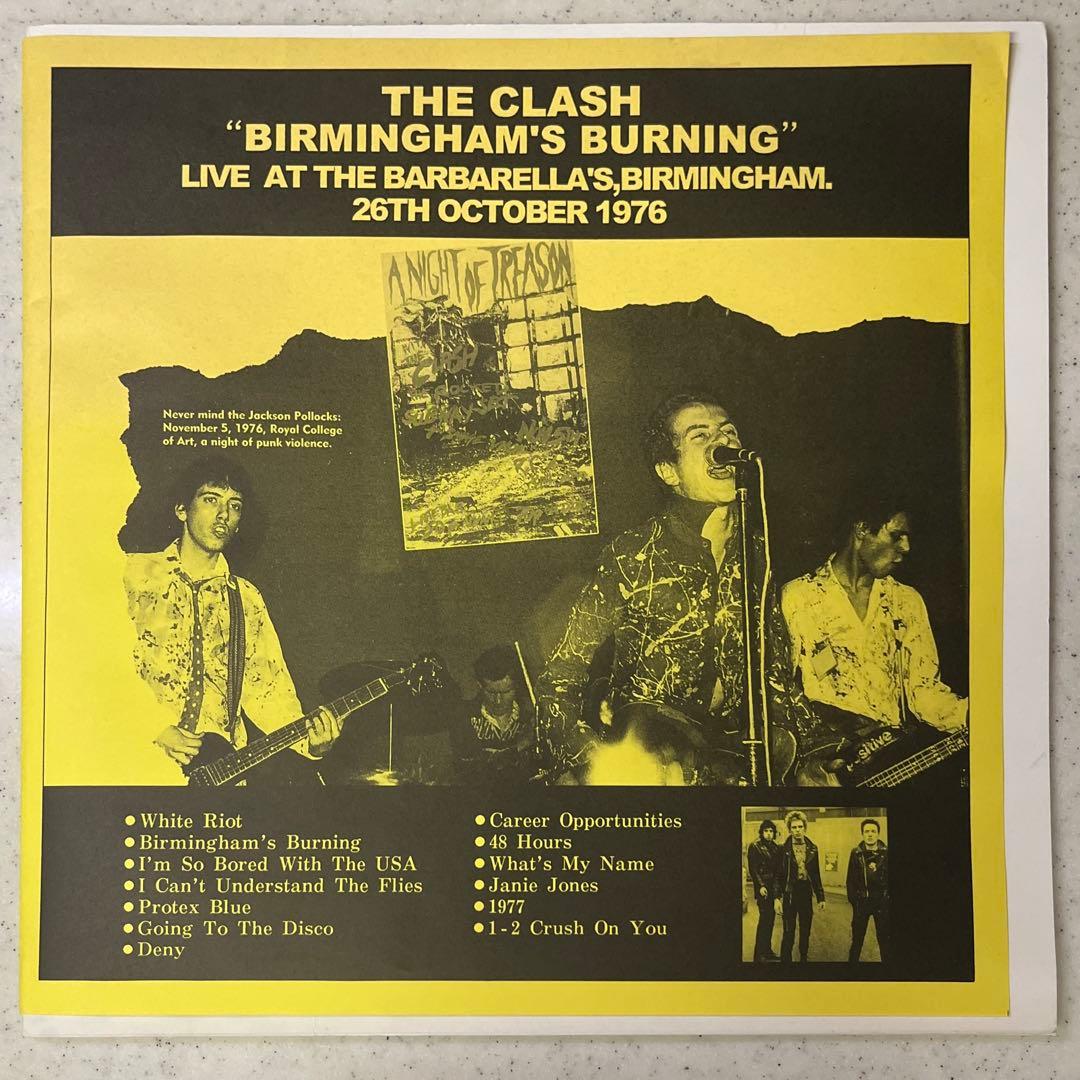 THE CLASH
“BIRMINGHAM'S BURNING”
LIVE AT THE BARBARELLA'S,BIRMINGHAM.
26TH OCTOBER 1976
A NIGHT OF TREASON
CLASH
Never mind the Jackson Pollocks:
November 5, 1976, Royal College
of Art, a night of punk violence.
sitive
• White Riot
• Birmingham's Burning
• I'm So Bored With The USA
• I Can't Understand The Flies
• Protex Blue
• Going To The Disco
• Deny
• Career Opportunities
• 48 Hours
• What's My Name
• Janie Jones
• 1977
• 1-2 Crush On You